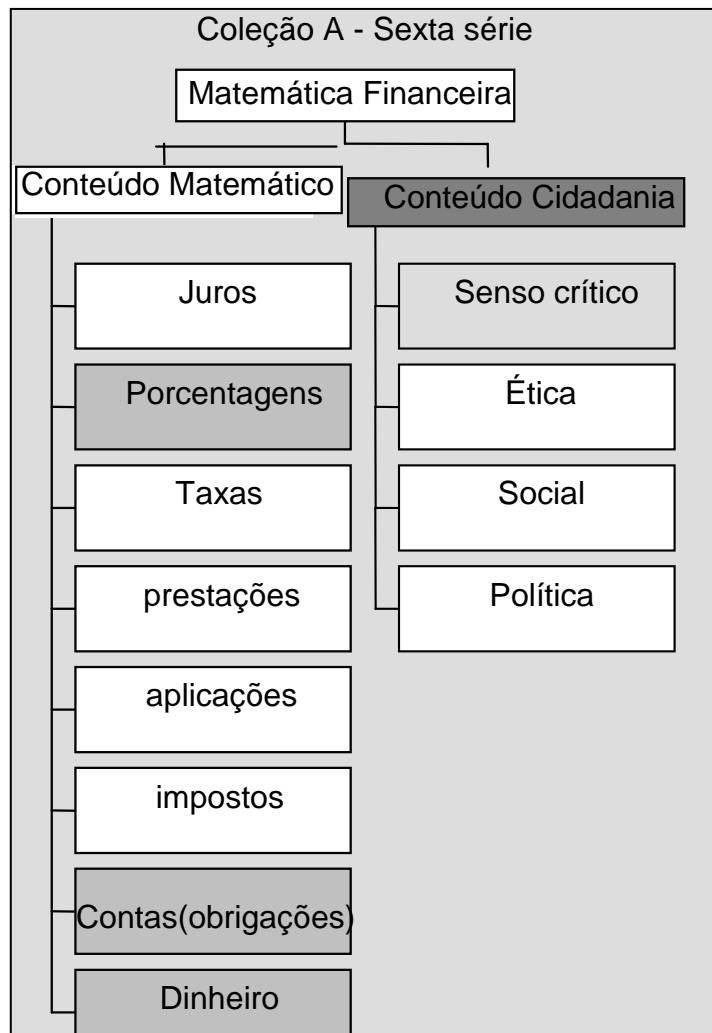 Coleção A - Sexta série
Matemática Financeira
Conteúdo Matemático
Conteúdo Cidadania
Juros
Porcentagens
Taxas
prestações
aplicações
impostos
Contas(obrigações)
Dinheiro
Senso crítico
Ética
Social
Política